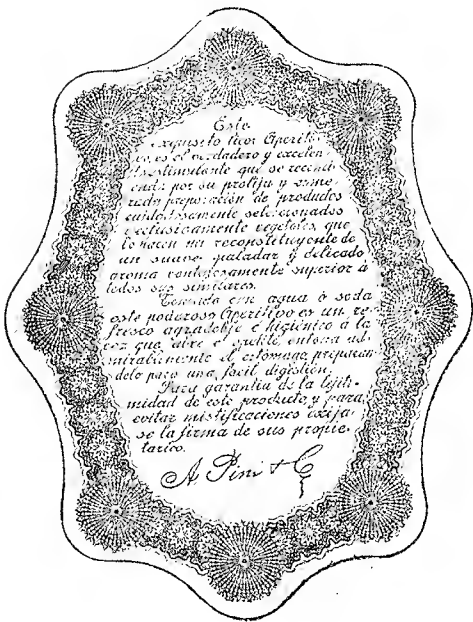 Este
exquisito licor Aperiti-
vo, es el verdadero y excelen-
te estimulante que se recomi-
enda por su prolija y esme-
rada preparación de productos
cuidadosamente selecionados
y exclusivamente vegetales, que
lo hacen un reconstituyente de
un suave paladar y delicado
aroma ventajosamente superior á
todos sus similares.
Tomado con agua ó soda
este poderoso Aperitivo es un re-
fresco agradable é higiénico á la
vez que abre el apetito, entona ad-
mirablemente el estómago preparan-
dolo para una facil digestión.
Para garantia de la lejiti-
midad de este producto y para
evitar mistificaciones exija-
se la firma de sus propie-
tarios.
A Pini & C